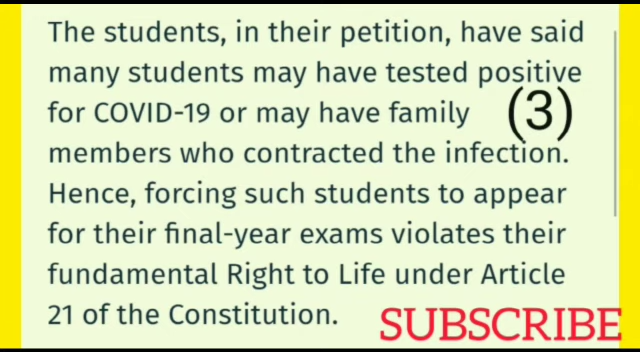 The students, in their petition, have said
many students may have tested positive
for COVID-19 or may have family (3)
members who contracted the infection.
Hence, forcing such students to appear
for their final-year exams violates their
fundamental Right to Life under Article
21 of the Constitution.
SUBSCRIBE